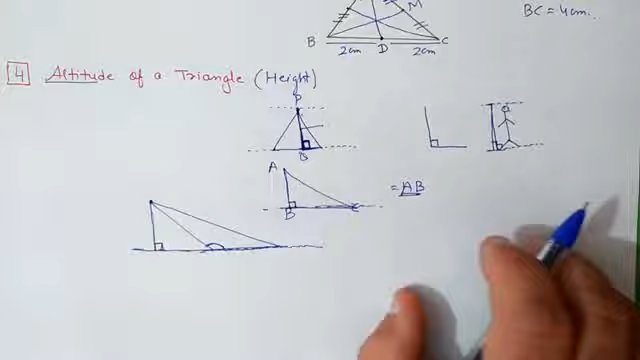 M
BC = 4cm.
B 2cm D 2cm C
4 Altitude of a Triangle (Height)
P
A
= AB
B